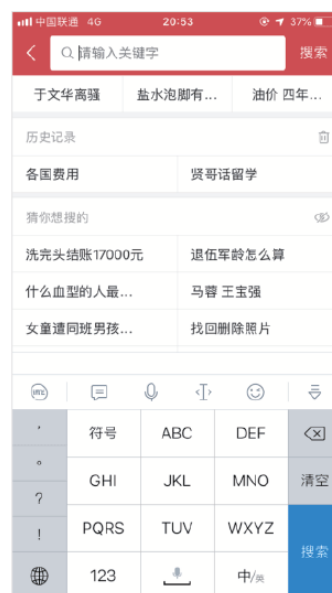 中国联通 4G 20:53 37%
请输入关键字 搜索
于文华离骚 盐水泡脚有... 油价 四年...
历史记录
各国费用 贤哥话留学
猜你想搜的
洗完头结账17000元 退伍军龄怎么算
什么血型的人最... 马蓉 王宝强
女童遭同班男孩... 找回删除照片
， 符号 ABC DEF
。 GHI JKL MNO 清空
?
! PQRS TUV WXYZ 搜索
123 中/英